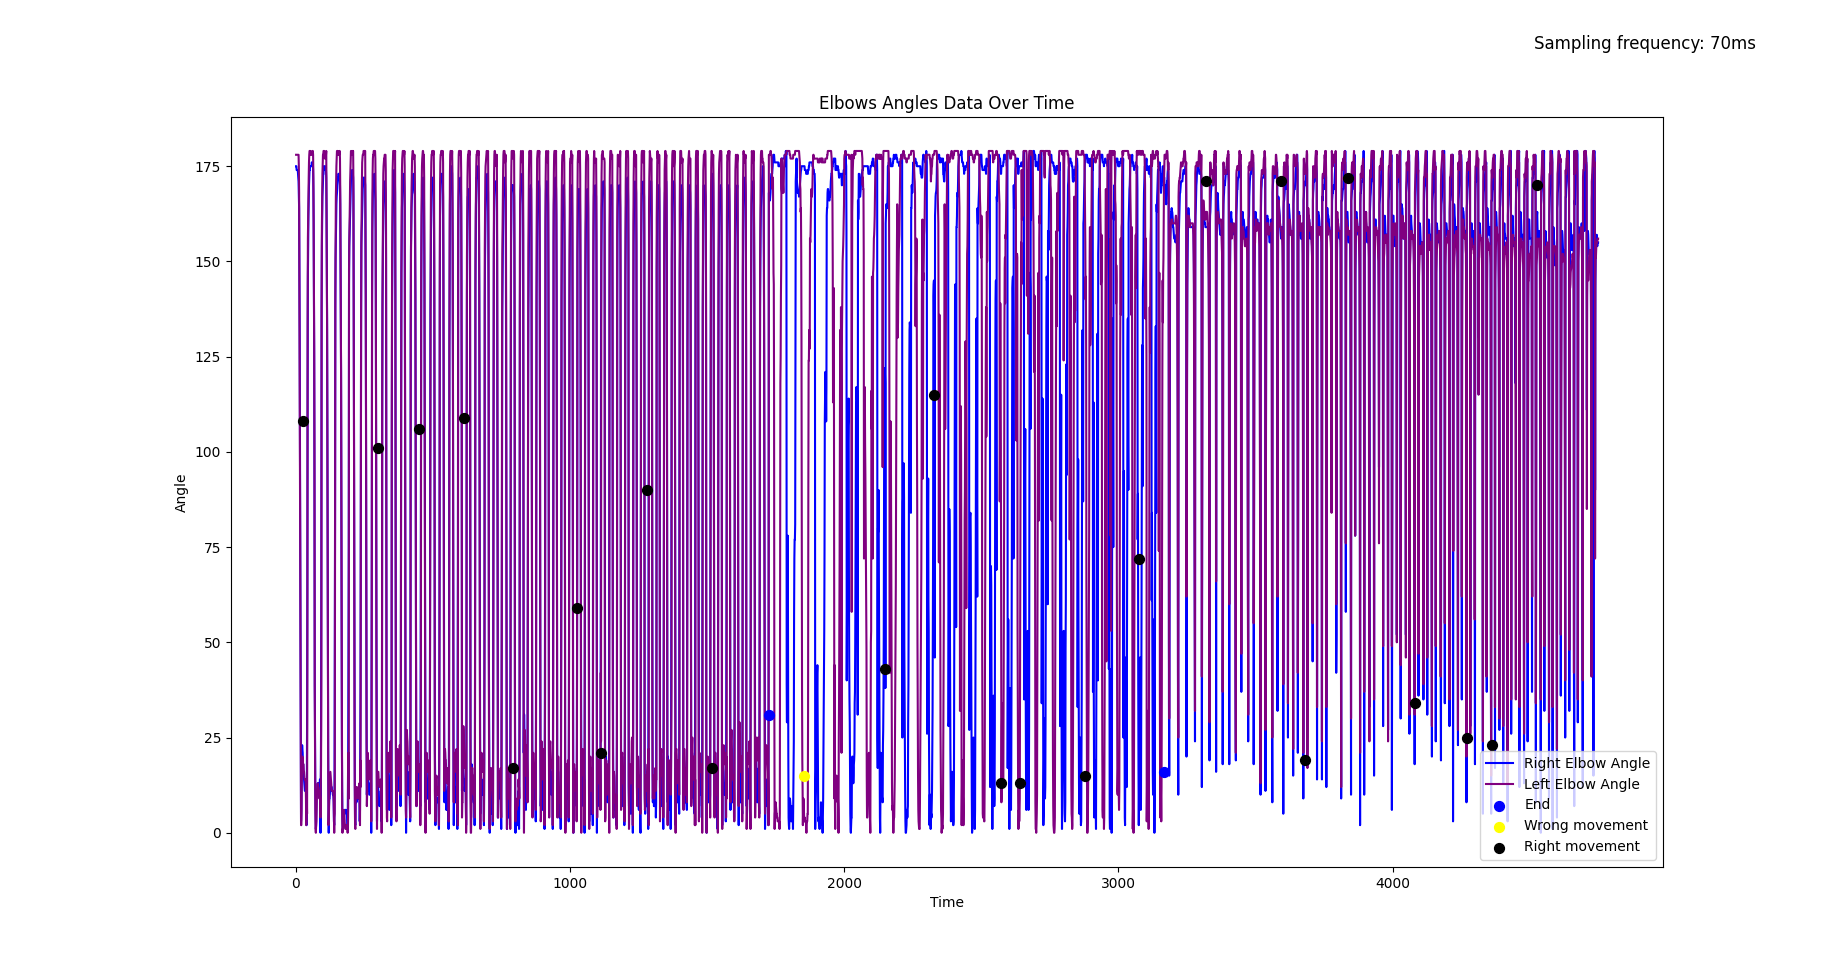 Sampling frequency: 70ms
Elbows Angles Data Over Time
Angle
175
150
125
100
75
50
25
0
0 1000 2000 3000 4000
Time
Right Elbow Angle
Left Elbow Angle
End
Wrong movement
Right movement